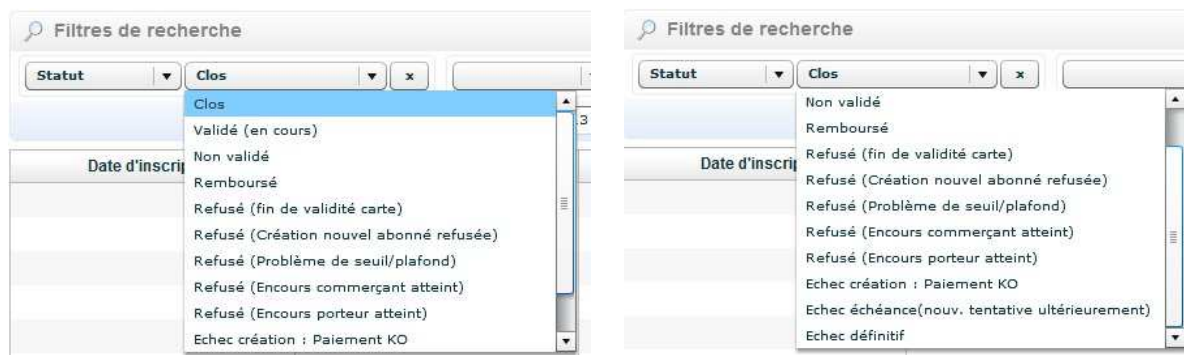 Filtres de recherche
Statut Clos x
Clos
Validé (en cours)
Non validé
Remboursé
Refusé (fin de validité carte)
Refusé (Création nouvel abonné refusée)
Refusé (Problème de seuil/plafond)
Refusé (Encours commerçant atteint)
Refusé (Encours porteur atteint)
Echec création : Paiement KO
Date d'inscrip
Filtres de recherche
Statut Clos x
Non validé
Remboursé
Refusé (fin de validité carte)
Refusé (Création nouvel abonné refusée)
Refusé (Problème de seuil/plafond)
Refusé (Encours commerçant atteint)
Refusé (Encours porteur atteint)
Echec création : Paiement KO
Echec échéance(nouv. tentative ultérieurement)
Echec définitif
Date d'inscrip